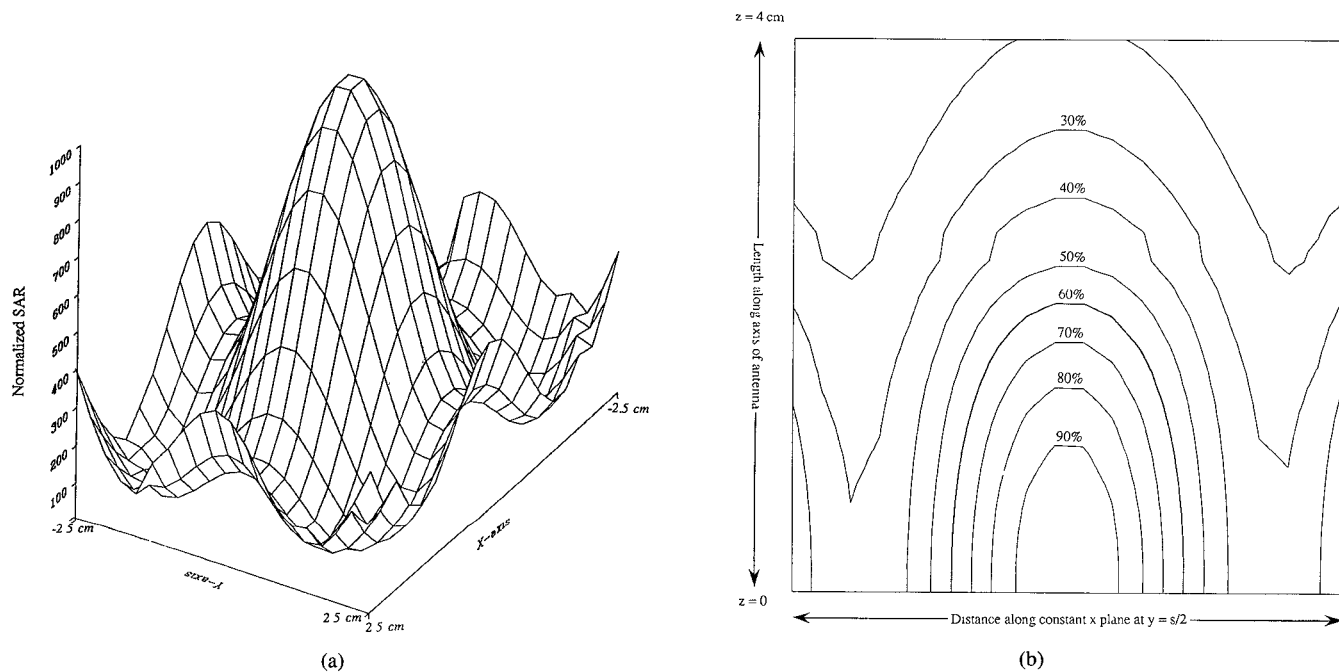 1000
900
800
700
600
500
400
300
200
100
Normalized SAR
-2.5 cm
Y-axis
2 5 cm
2 5 cm
X-axis
-2.5 cm
(a)
z = 4 cm
Length along axis of antenna
z = 0
30%
40%
50%
60%
70%
80%
90%
Distance along constant x plane at y = s/2
(b)